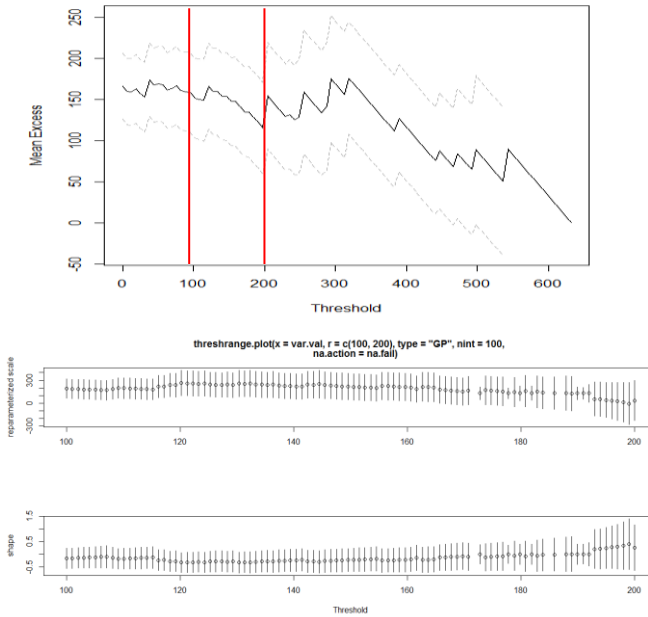 250
200
150
100
50
0
-50
Mean Excess
0 100 200 300 400 500 600
Threshold
threshrange.plot(x = var.val, r = c(100, 200), type = "GP", nint = 100,
na.action = na.fail)
reparameterized scale
300
0
-300
100 120 140 160 180 200
shape
1.5
0.5
-0.5
100 120 140 160 180 200
Threshold